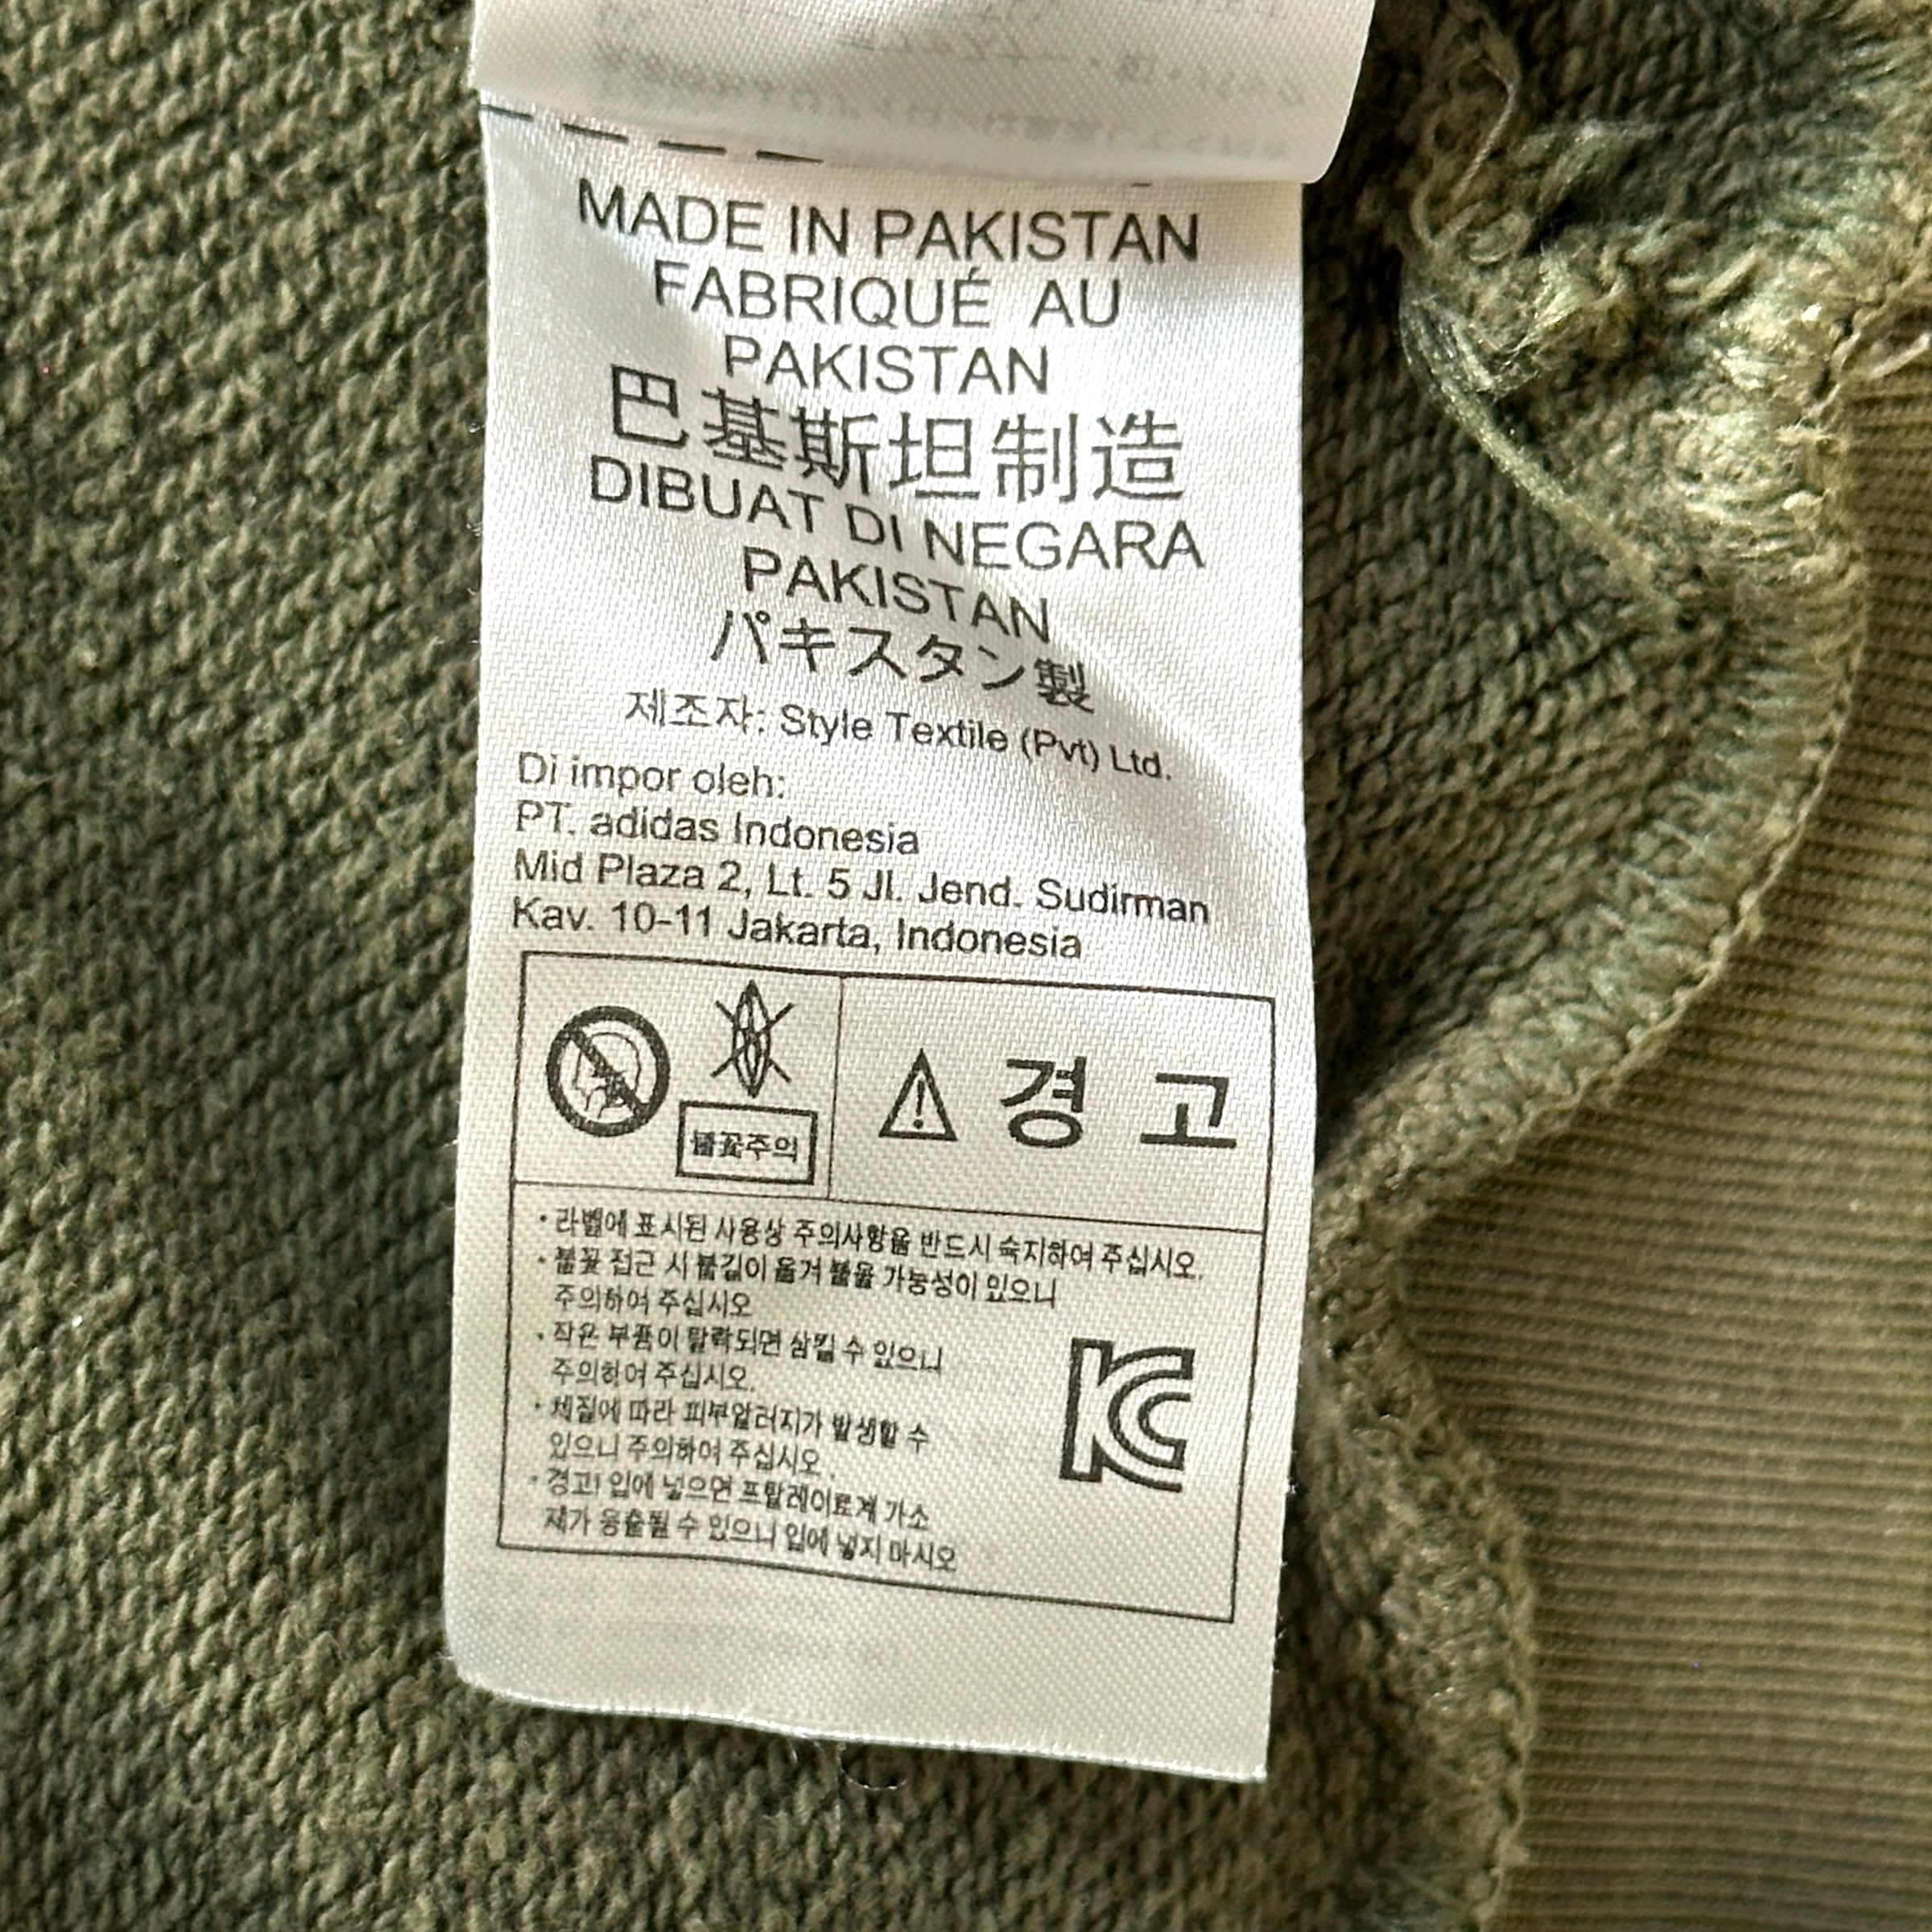 MADE IN PAKISTAN
FABRIQUÉ AU
PAKISTAN
巴基斯坦制造
DIBUAT DI NEGARA
PAKISTAN
パキスタン製
제조자: Style Textile (Pvt) Ltd.
Di impor oleh:
PT. adidas Indonesia
Mid Plaza 2, Lt. 5 Jl. Jend. Sudirman
Kav. 10-11 Jakarta, Indonesia
불꽃주의
경 고
• 라벨에 표시된 사용상 주의사항을 반드시 숙지하여 주십시오.
• 불꽃 접근 시 불길이 옮겨 붙을 가능성이 있으니
주의하여 주십시오
• 작은 부품이 탈락되면 삼킬 수 있으니
주의하여 주십시오.
• 체질에 따라 피부알러지가 발생할 수
있으니 주의하여 주십시오.
• 경고! 입에 넣으면 프탈레이트계 가소
제가 용출될 수 있으니 입에 넣지 마시오